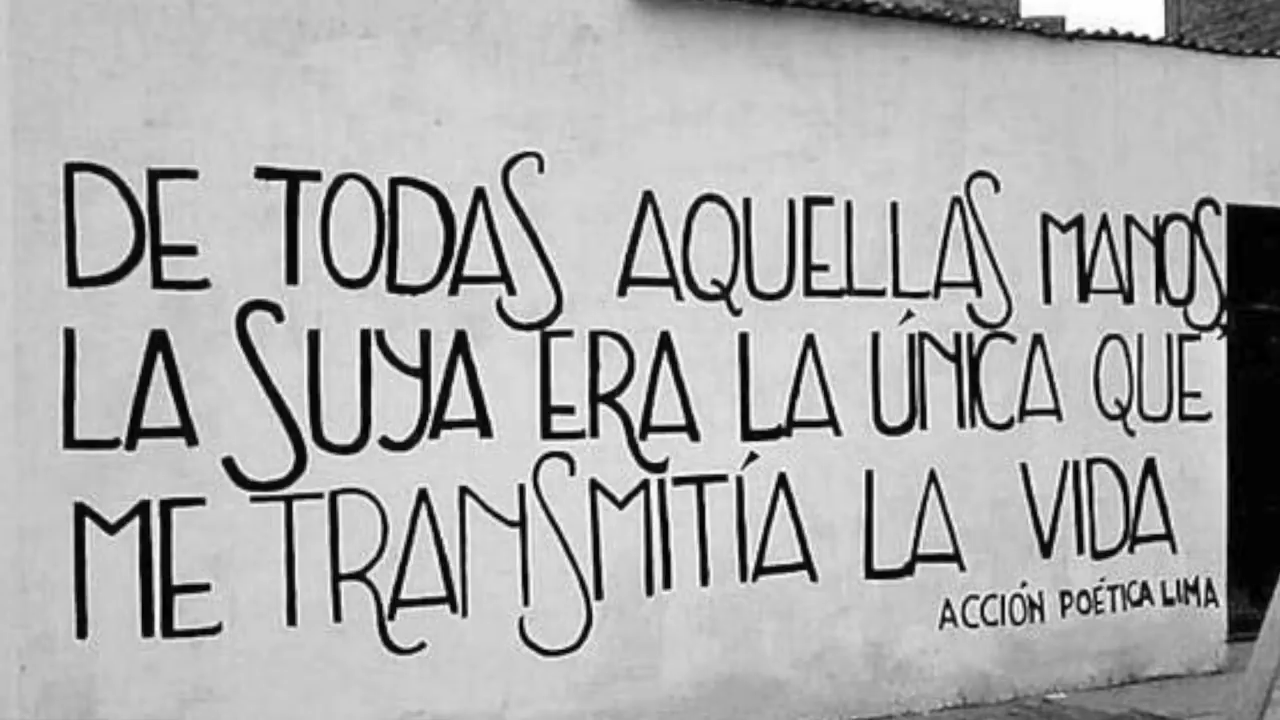 DE TODAS AQUELLAS MANOS,
LA SUYA ERA LA ÚNICA QUE
ME TRANSMITÍA LA VIDA
ACCIÓN POÉTICA LIMA